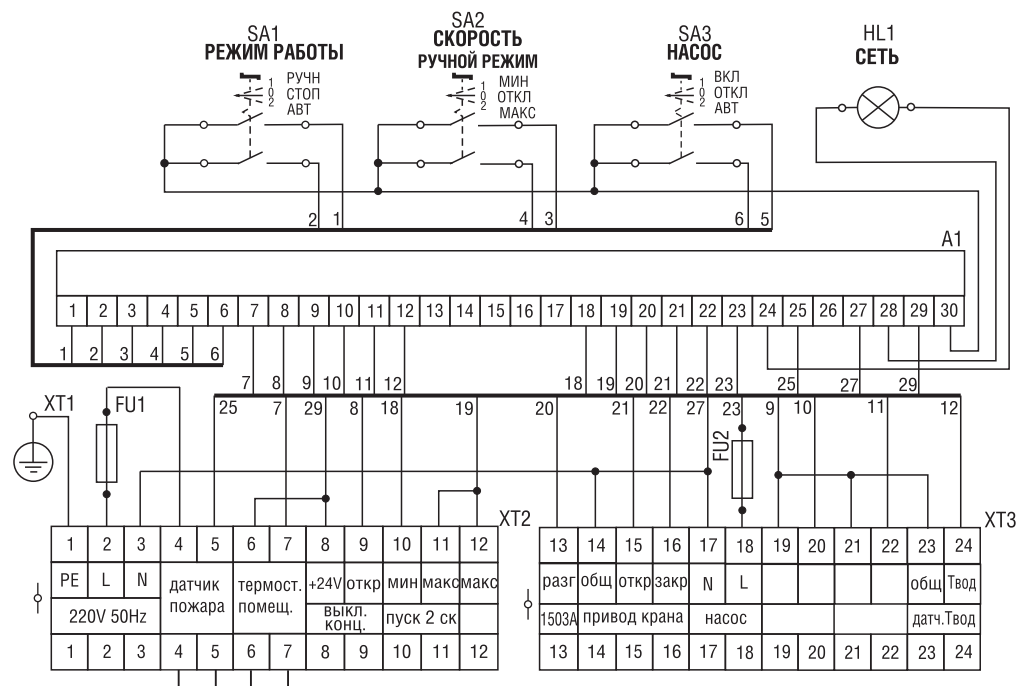 SA1
РЕЖИМ РАБОТЫ
1 РУЧН
0 СТОП
2 АВТ
SA2
СКОРОСТЬ
РУЧНОЙ РЕЖИМ
1 МИН
0 ОТКЛ
2 МАКС
SA3
НАСОС
1 ВКЛ
0 ОТКЛ
2 АВТ
HL1
СЕТЬ
2 1 4 3 6 5
A1
1 2 3 4 5 6 7 8 9 10 11 12 13 14 15 16 17 18 19 20 21 22 23 24 25 26 27 28 29 30
1 2 3 4 5 6
7 8 9 10 11 12 18 19 20 21 22 23 25 27 29
25 7 29 8 18 19 20 21 22 27 23 9 10 11 12
XT1
FU1
FU2
XT2
1 2 3 4 5 6 7 8 9 10 11 12
PE L N датчик пожара термост. помещ. +24V откр мин макс макс
220V 50Hz выкл. конц. пуск 2 ск
1 2 3 4 5 6 7 8 9 10 11 12
XT3
13 14 15 16 17 18 19 20 21 22 23 24
разг общ откр закр N L общ Твод
1503А привод крана насос датч.Твод
13 14 15 16 17 18 19 20 21 22 23 24